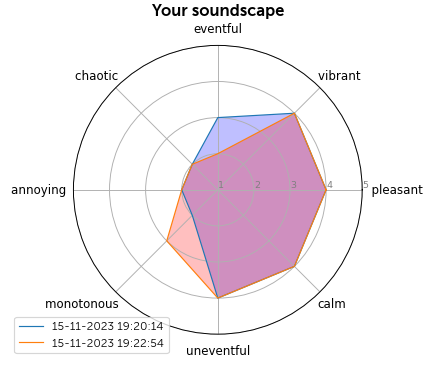 Your soundscape
eventful
chaotic
vibrant
annoying
1 2 3 4 5
pleasant
monotonous
calm
15-11-2023 19:20:14
15-11-2023 19:22:54
uneventful